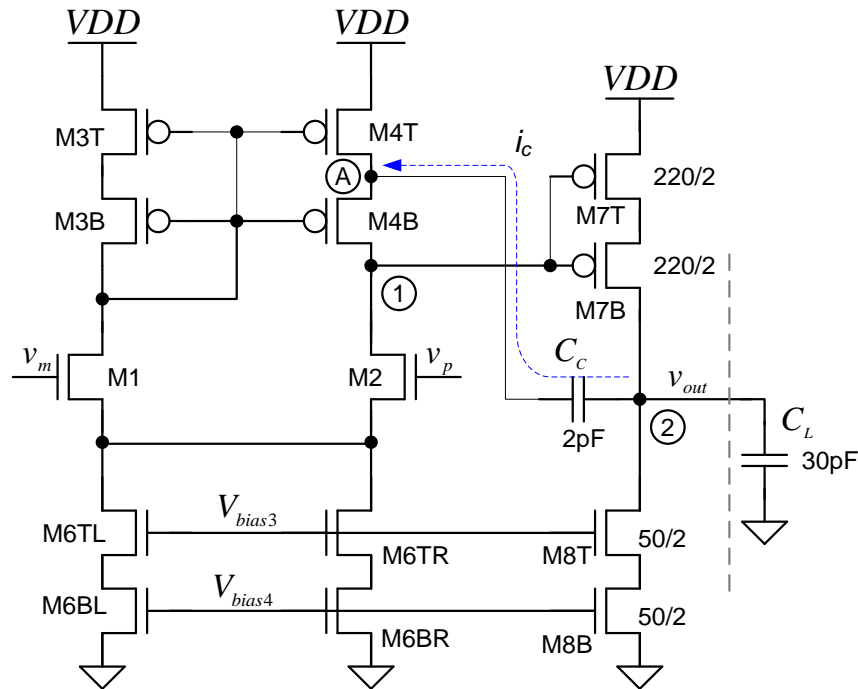 VDD
VDD
VDD
M3T
M4T
i_c
A
220/2
M7T
M3B
M4B
220/2
M7B
1
v_m
M1
M2
v_p
C_C
v_out
2pF
2
C_L
30pF
V_bias3
M6TL
M6TR
M8T
50/2
V_bias4
M6BL
M6BR
M8B
50/2